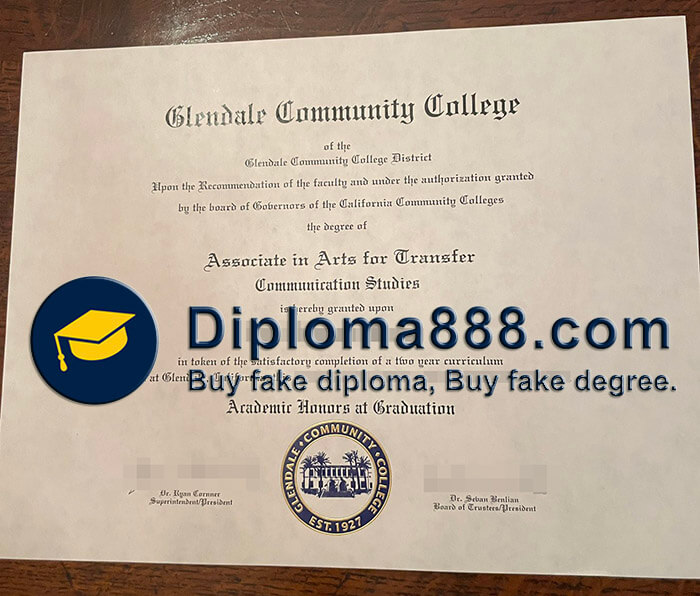 Glendale Community College
of the
Glendale Community College District
Upon the Recommendation of the faculty and under the authorization granted
by the board of Governors of the California Community Colleges
the degree of
Associate in Arts for Transfer
Communication Studies
is hereby granted upon
Diploma888.com
in token of the satisfactory completion of a two year curriculum
at
Buy fake diploma, Buy fake degree.
Academic Honors at Graduation
GLENDALE COMMUNITY COLLEGE
EST. 1927
Dr. Ryan Cornner
Superintendent/President
Dr. Sevan Benlian
Board of Trustees/President